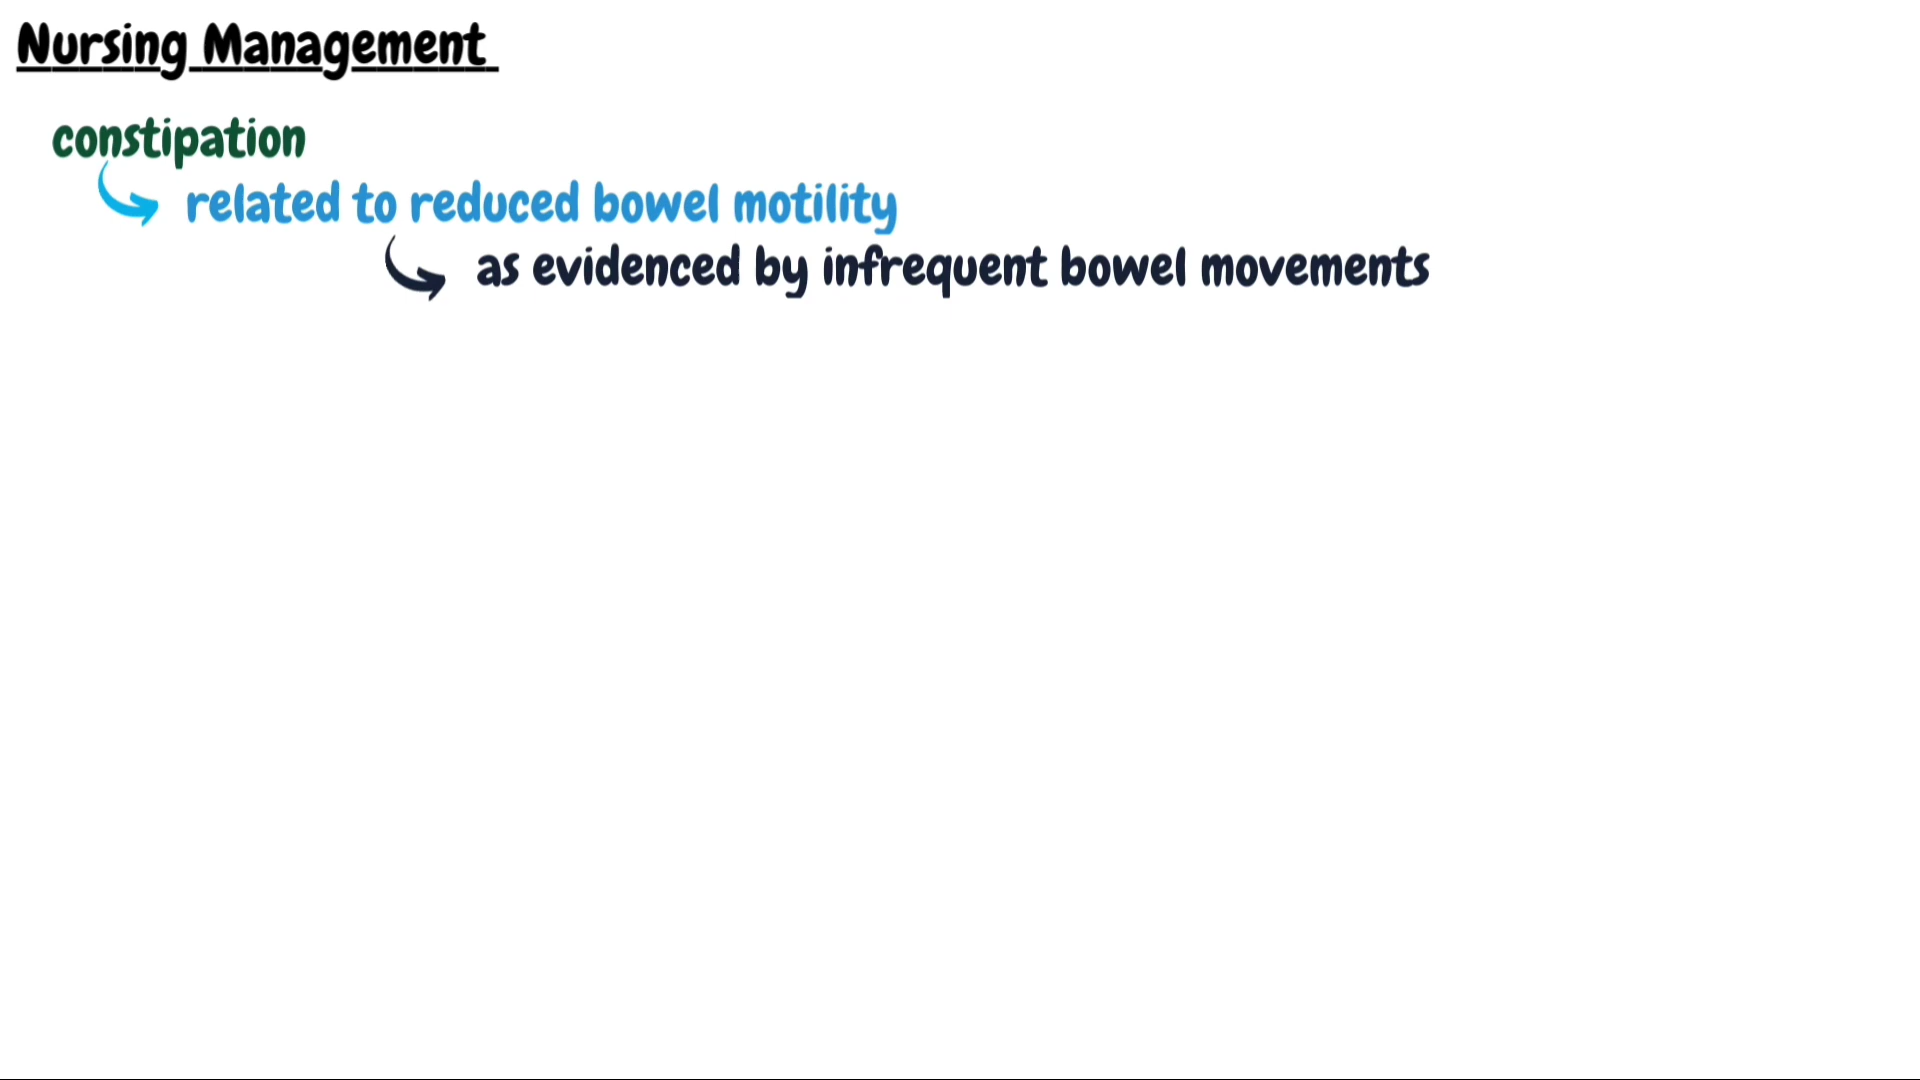 Nursing Management
constipation
related to reduced bowel motility
as evidenced by infrequent bowel movements